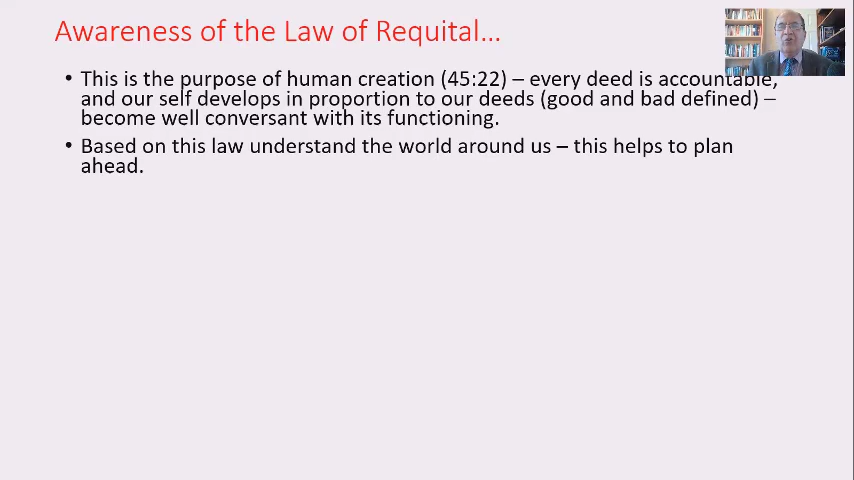 Awareness of the Law of Requital...
• This is the purpose of human creation (45:22) – every deed is accountable,
and our self develops in proportion to our deeds (good and bad defined) –
become well conversant with its functioning.
• Based on this law understand the world around us – this helps to plan
ahead.